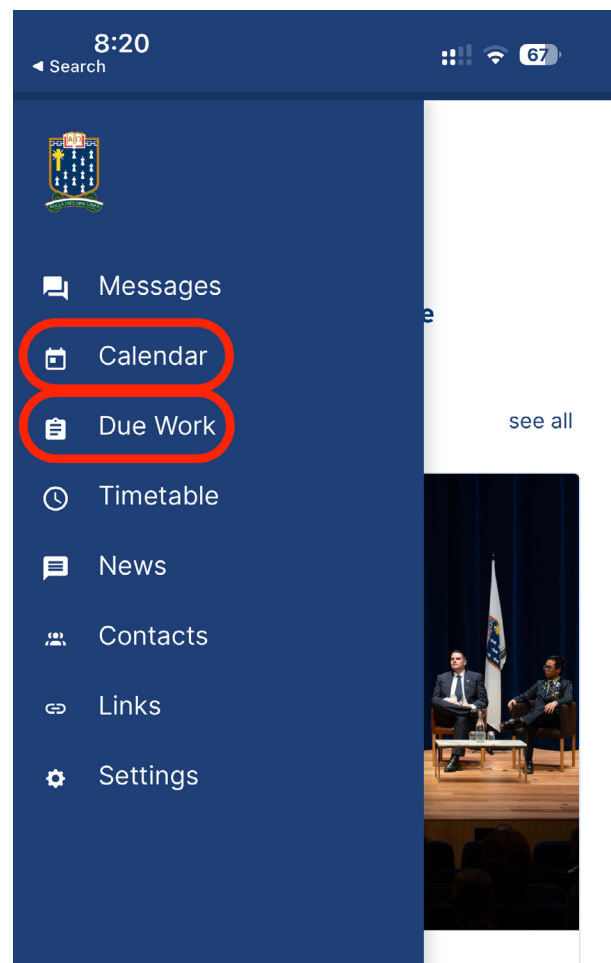 8:20
◀ Search
67
Messages
e
Calendar
Due Work
see all
Timetable
News
Contacts
Links
Settings